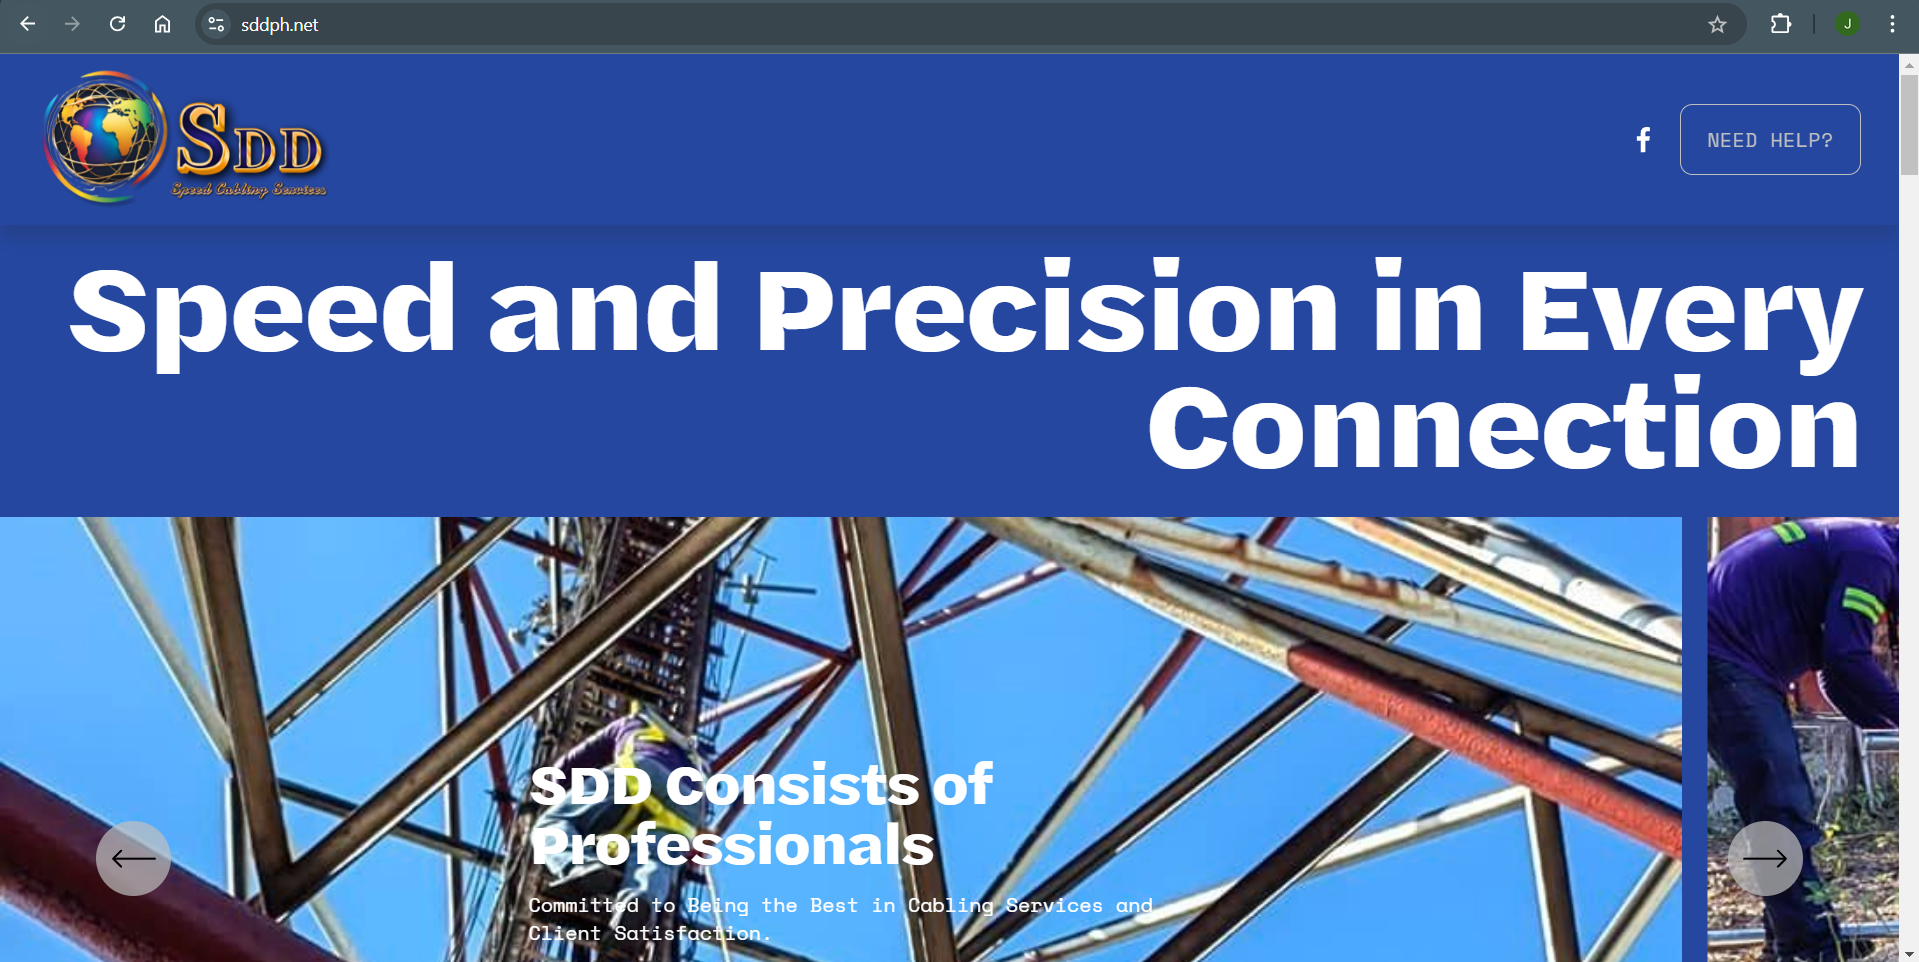 sddph.net
J
SDD
Speed Cabling Services
NEED HELP?
Speed and Precision in Every
Connection
SDD Consists of
Professionals
Committed to Being the Best in Cabling Services and
Client Satisfaction.